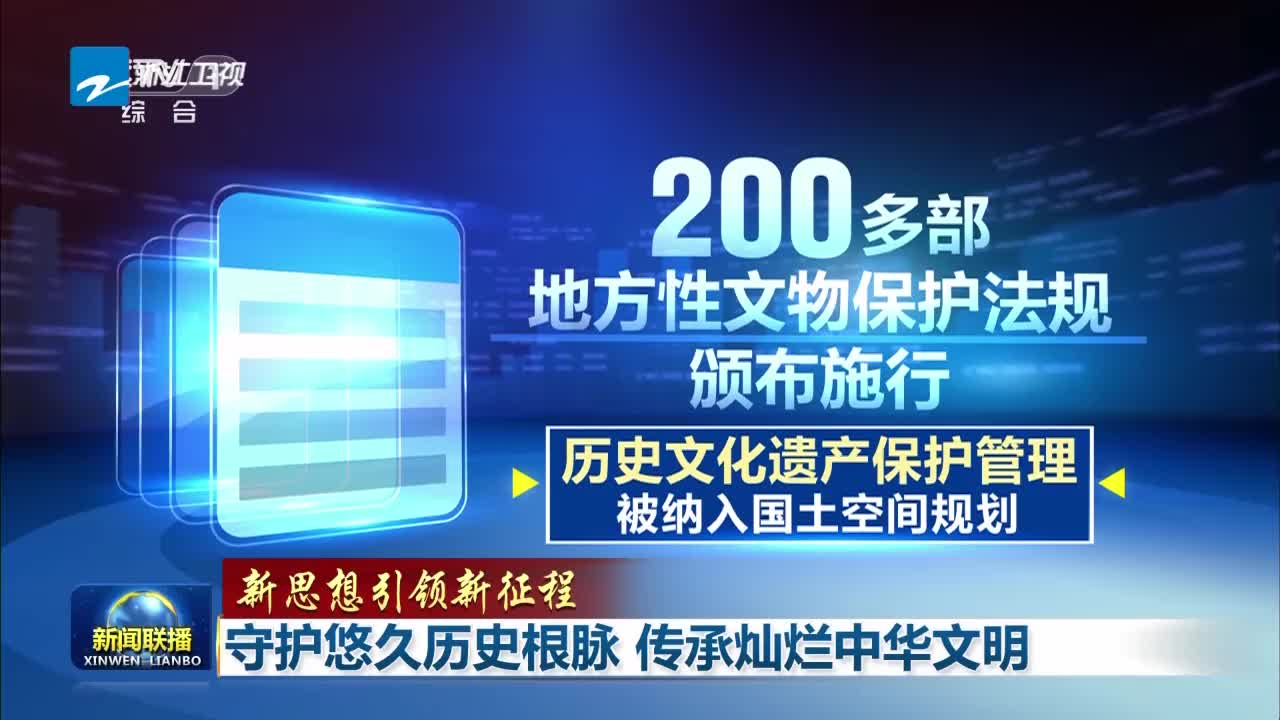 卫视
综合
200多部
地方性文物保护法规
颁布施行
历史文化遗产保护管理
被纳入国土空间规划
新思想引领新征程
守护悠久历史根脉 传承灿烂中华文明
新闻联播
XINWEN LIANBO